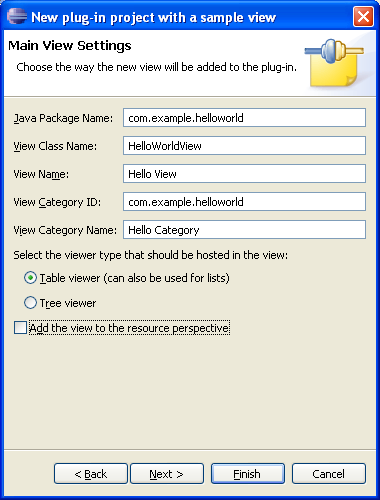 New plug-in project with a sample view
Main View Settings
Choose the way the new view will be added to the plug-in.
Java Package Name: com.example.helloworld
View Class Name: HelloWorldView
View Name: Hello View
View Category ID: com.example.helloworld
View Category Name: Hello Category
Select the viewer type that should be hosted in the view:
Table viewer (can also be used for lists)
Tree viewer
Add the view to the resource perspective
< Back Next > Finish Cancel